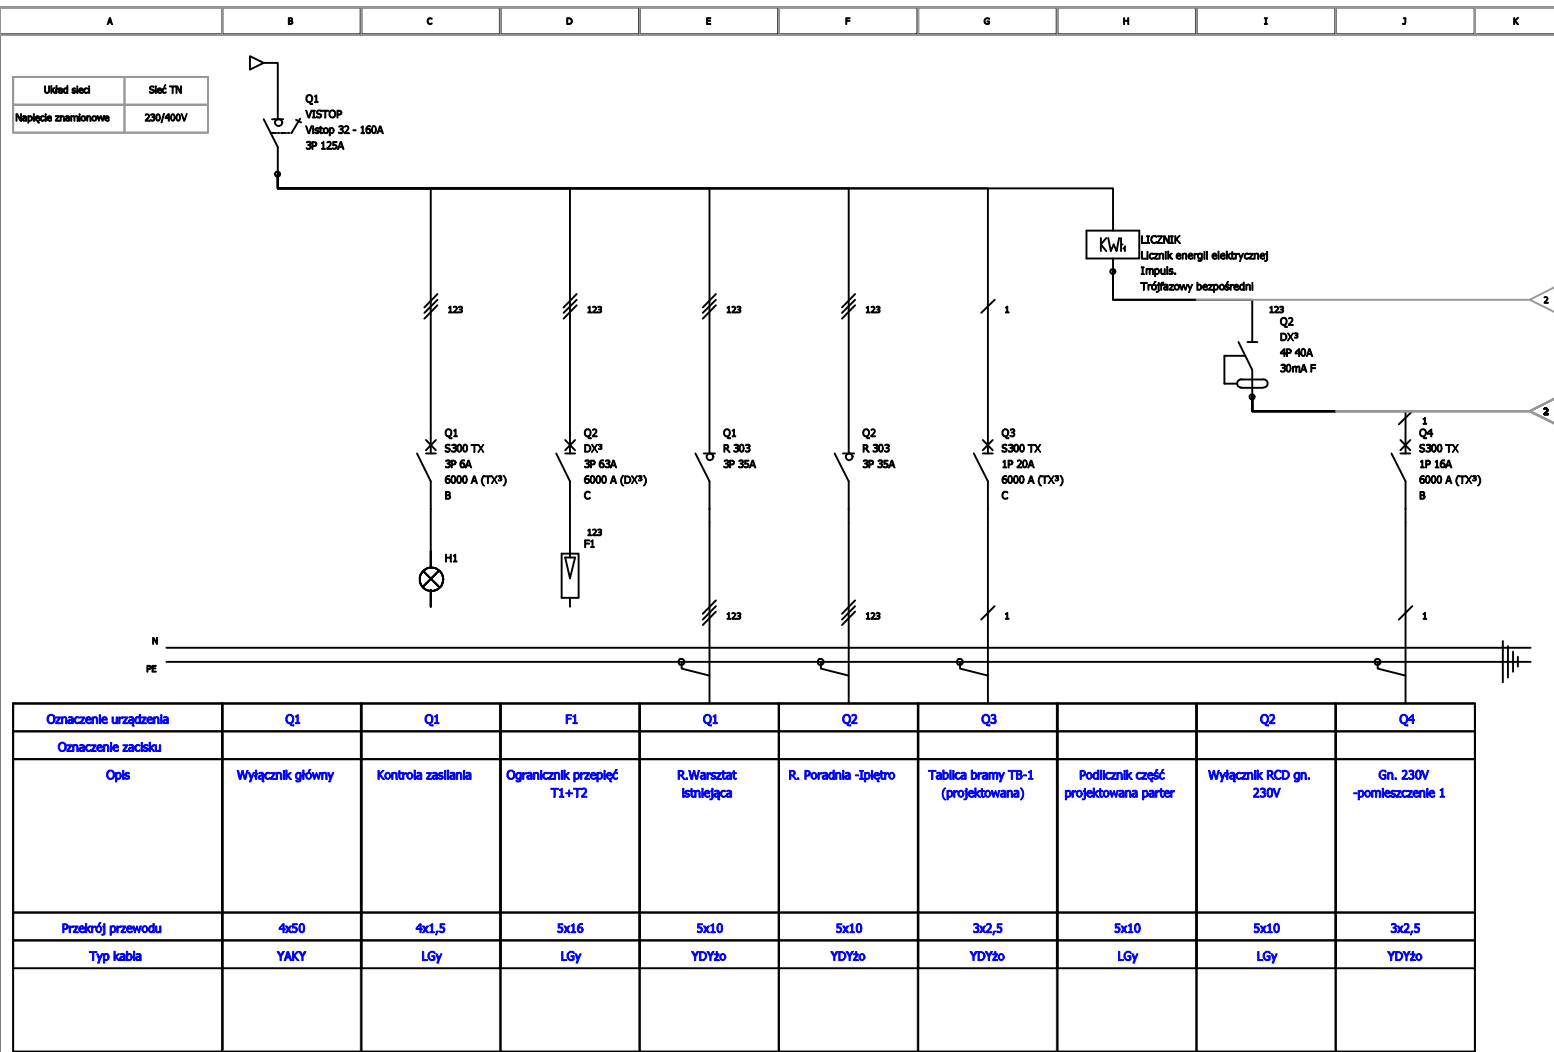 A B C D E F G H I J K
Układ sieci Sieć TN
Napięcie znamionowe 230/400V
Q1
VISTOP
Vistop 32 - 160A
3P 125A
KWh
LICZNIK
Licznik energii elektrycznej
Impuls.
Trójfazowy bezpośredni
123 123 123 123 1
2
123
Q2
DX³
4P 40A
30mA F
2
1
Q1
S300 TX
3P 6A
6000 A (TX³)
B
Q2
DX³
3P 63A
6000 A (DX³)
C
Q1
R 303
3P 35A
Q2
R 303
3P 35A
Q3
S300 TX
1P 20A
6000 A (TX³)
C
Q4
S300 TX
1P 16A
6000 A (TX³)
B
H1
123
F1
123 123 1 1
N
PE
Oznaczenie urządzenia Q1 Q1 F1 Q1 Q2 Q3 Q2 Q4
Oznaczenie zacisku
Opis Wyłącznik główny Kontrola zasilania Ogranicznik przepięć R.Warsztat R. Poradnia -Ipiętro Tablica bramy TB-1 Podlicznik część Wyłącznik RCD gn. Gn. 230V
T1+T2 istniejąca (projektowana) projektowana parter 230V -pomieszczenie 1
Przekrój przewodu 4x50 4x1,5 5x16 5x10 5x10 3x2,5 5x10 5x10 3x2,5
Typ kabla YAKY LGy LGy YDYżo YDYżo YDYżo LGy LGy YDYżo